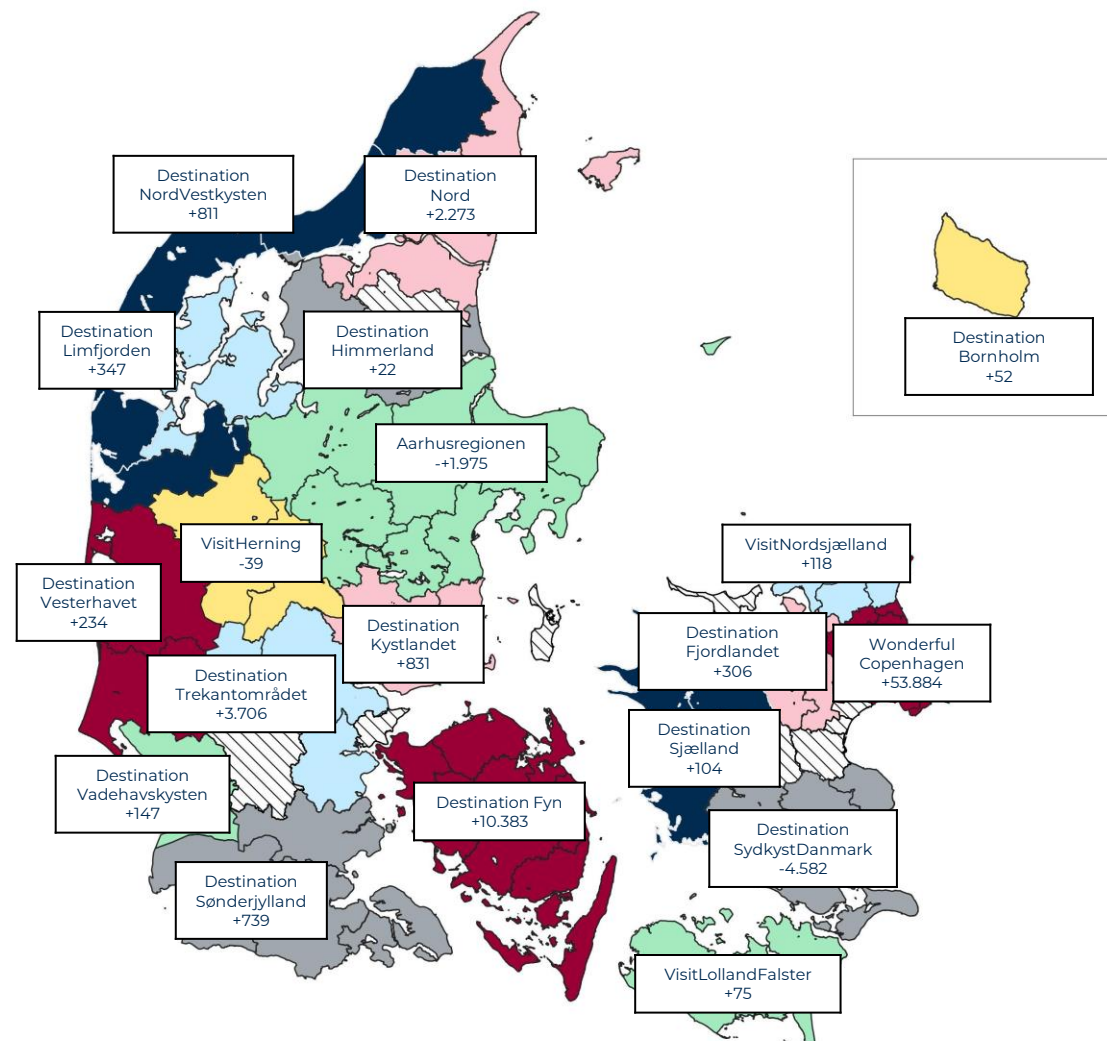 Destination
NordVestkysten
+811
Destination
Nord
+2.273
Destination
Limfjorden
+347
Destination
Himmerland
+22
Destination
Bornholm
+52
Aarhusregionen
-+1.975
VisitHerning
-39
VisitNordsjælland
+118
Destination
Vesterhavet
+234
Destination
Kystlandet
+831
Destination
Fjordlandet
+306
Wonderful
Copenhagen
+53.884
Destination
Trekantområdet
+3.706
Destination
Sjælland
+104
Destination
Vadehavskysten
+147
Destination Fyn
+10.383
Destination
SydkystDanmark
-4.582
Destination
Sønderjylland
+739
VisitLollandFalster
+75